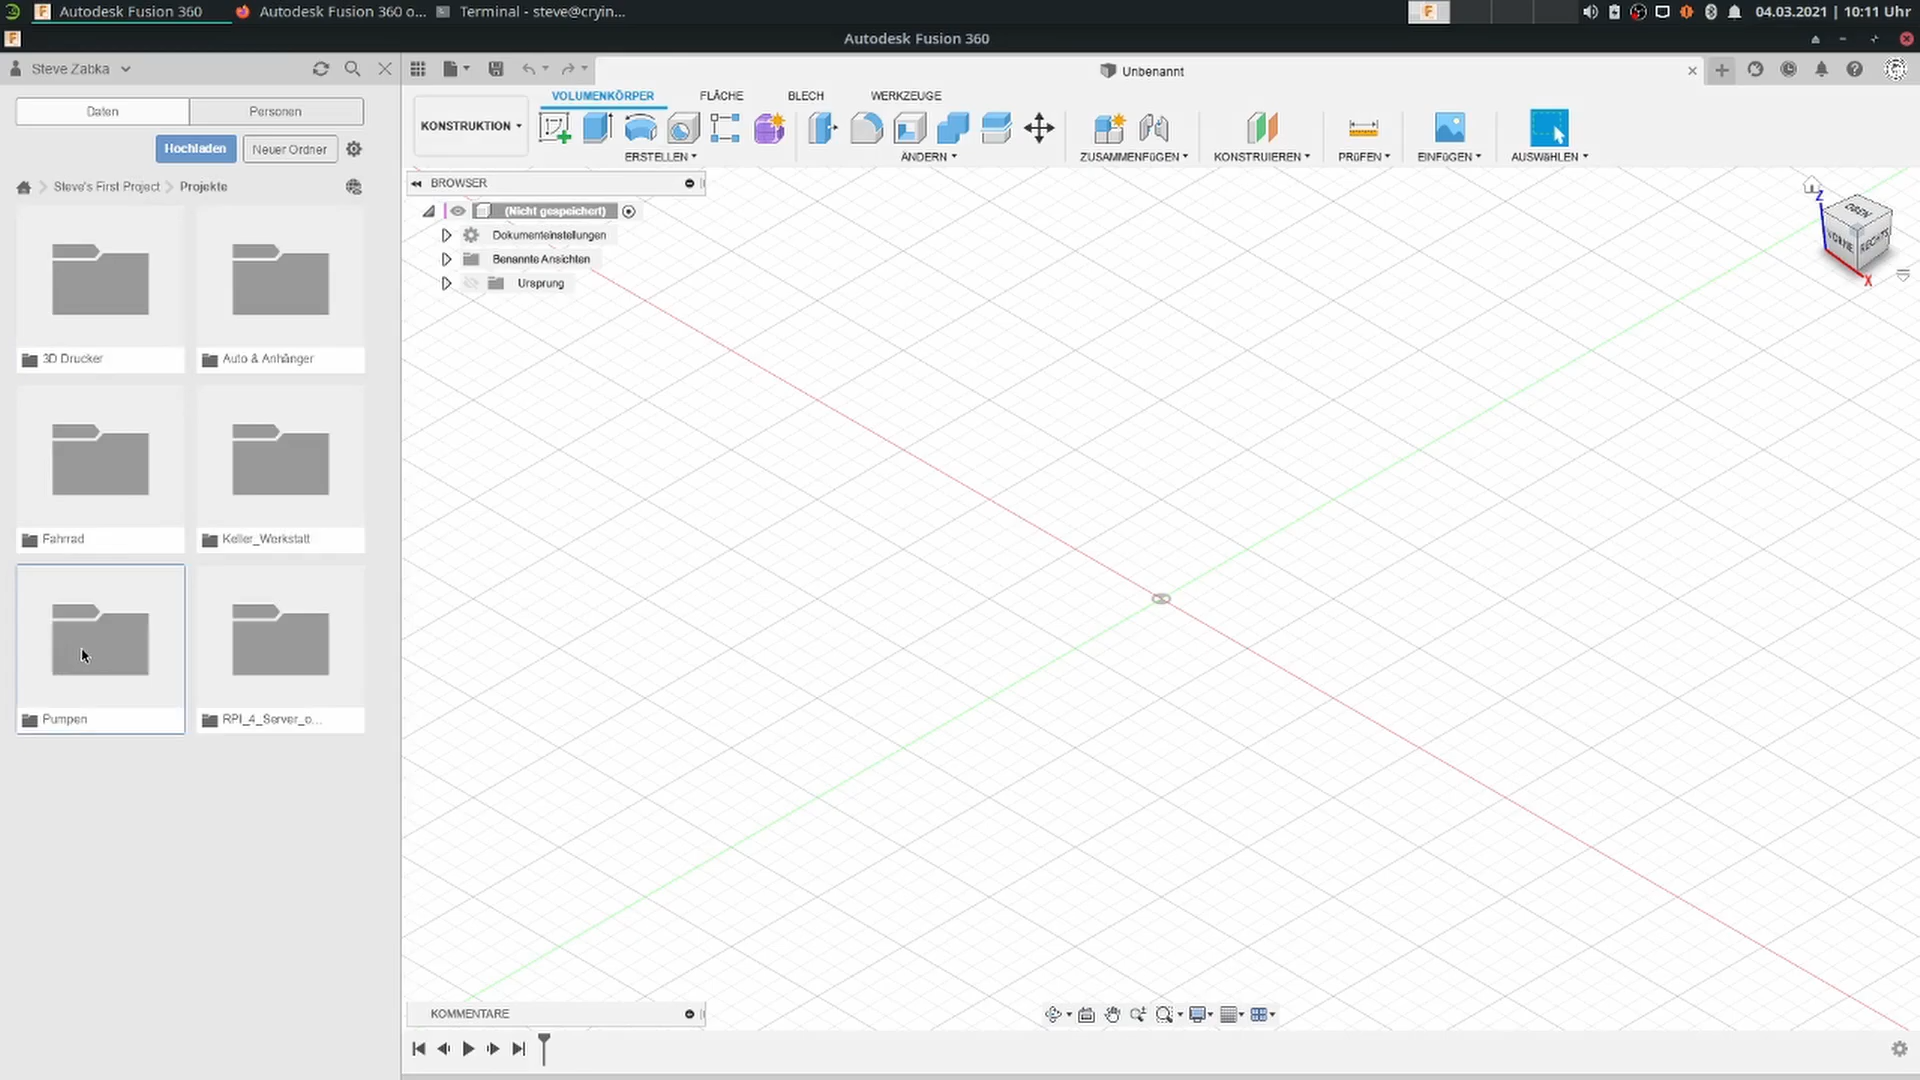 Autodesk Fusion 360
Autodesk Fusion 360 o...
Terminal - steve@cryin...
04.03.2021 | 10:11 Uhr
Autodesk Fusion 360
Steve Zabka
Unbenannt
Daten
Personen
Hochladen
Neuer Ordner
Steve's First Project
Projekte
3D Drucker
Auto & Anhänger
Fahrrad
Keller_Werkstatt
Pumpen
RPI_4_Server_o...
KONSTRUKTION
VOLUMENKÖRPER
FLÄCHE
BLECH
WERKZEUGE
ERSTELLEN
ÄNDERN
ZUSAMMENFÜGEN
KONSTRUIEREN
PRÜFEN
EINFÜGEN
AUSWÄHLEN
BROWSER
(Nicht gespeichert)
Dokumenteinstellungen
Benannte Ansichten
Ursprung
Z
OBEN
VORNE
RECHTS
X
KOMMENTARE